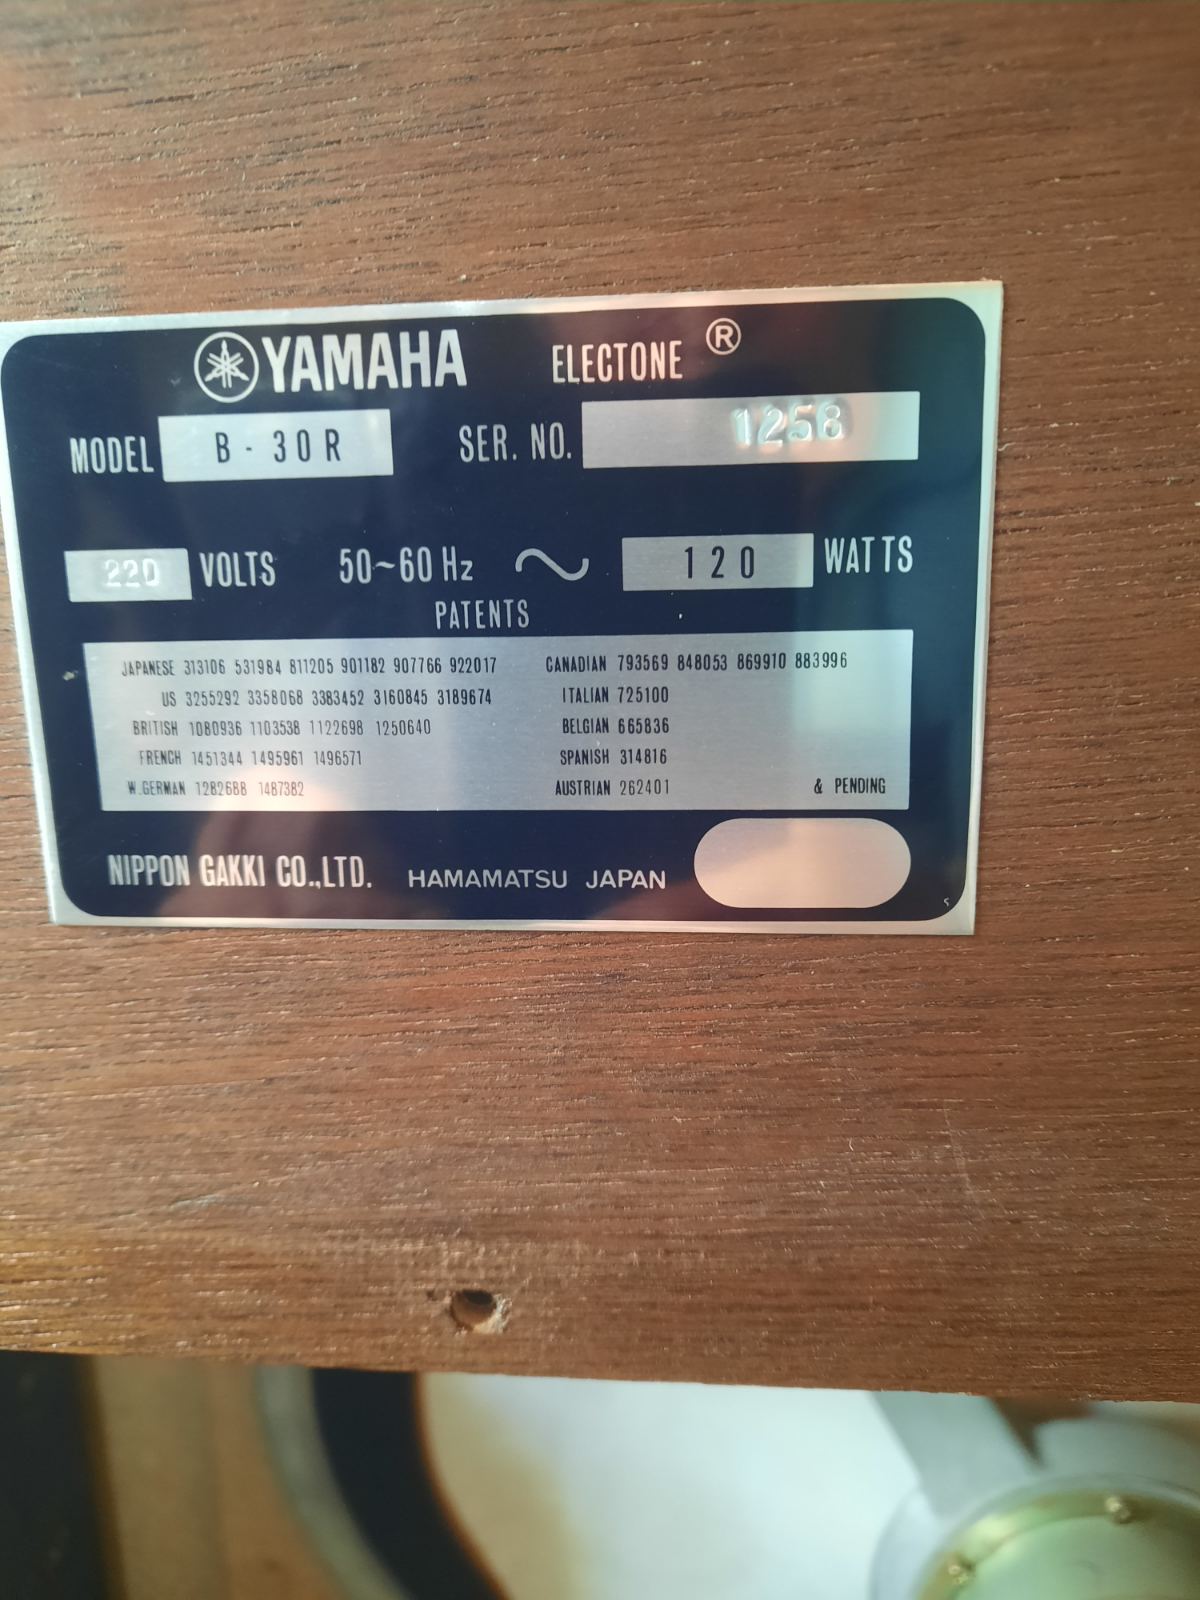 YAMAHA ELECTONE ®
MODEL B-30R SER. NO. 1258
220 VOLTS 50~60 Hz ~ 120 WATTS
PATENTS
JAPANESE 313106 531984 811205 901182 907766 922017 CANADIAN 793569 848053 869910 883996
US 3255292 3358068 3383452 3160845 3189674 ITALIAN 725100
BRITISH 1080936 1103538 1122698 1250640 BELGIAN 665836
FRENCH 1451344 1495961 1496571 SPANISH 314816
W.GERMAN 1282688 1487382 AUSTRIAN 262401 & PENDING
NIPPON GAKKI CO.,LTD. HAMAMATSU JAPAN